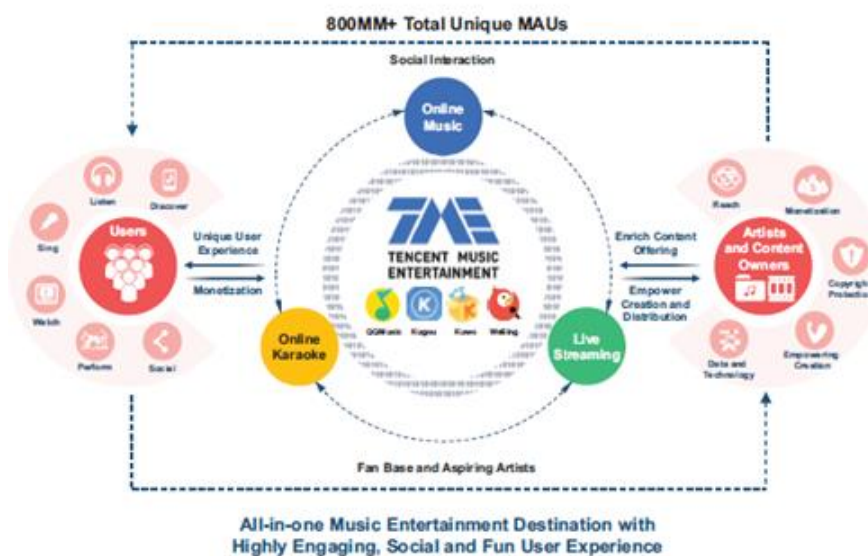 800MM+ Total Unique MAUs
Social Interaction
Online
Music
Listen
Discover
Sing
Users
Watch
Perform
Social
Unique User
Experience
Monetization
TME
TENCENT MUSIC
ENTERTAINMENT
QQMusic
Kugou
Kuwo
WeSing
Online
Karaoke
Live
Streaming
Enrich Content
Offering
Empower
Creation and
Distribution
Reach
Monetization
Artists
and Content
Owners
Copyright
Protection
Data and
Technology
Empowering
Creation
Fan Base and Aspiring Artists
All-in-one Music Entertainment Destination with
Highly Engaging, Social and Fun User Experience